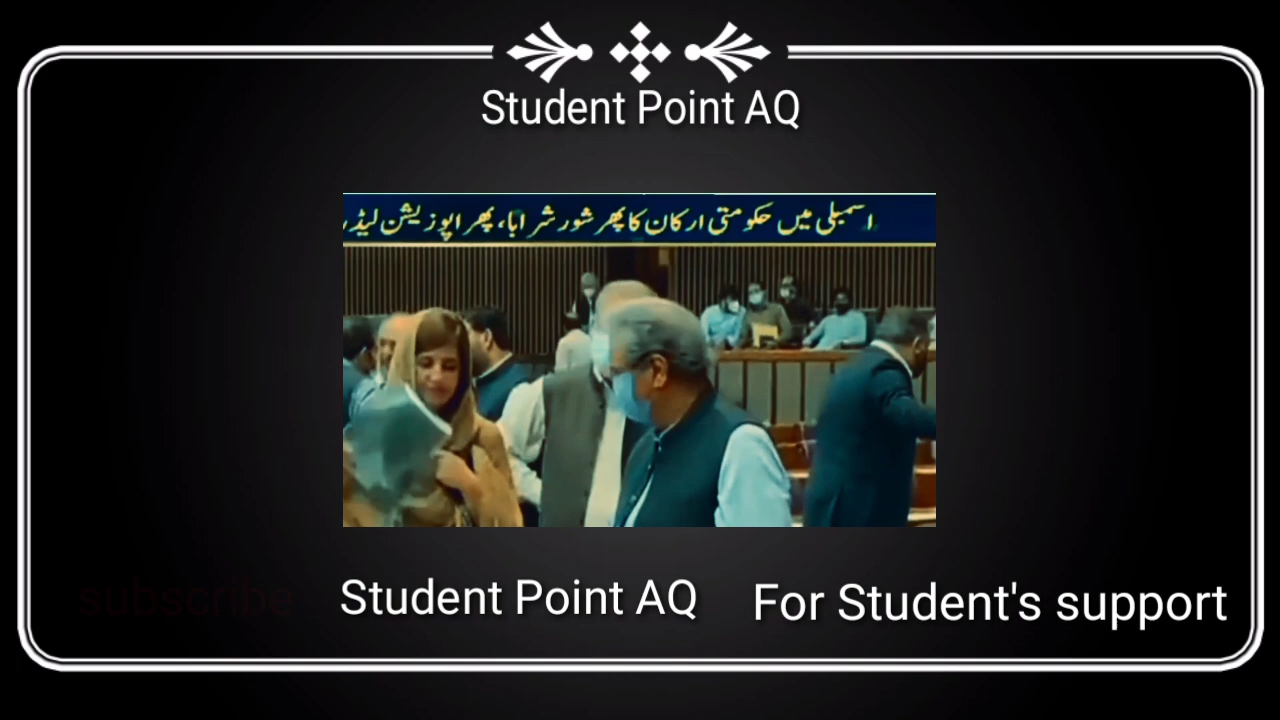 Student Point AQ
اسمبلی میں حکومتی ارکان کا پھر شور شرابا، پھر اپوزیشن لیڈر
subscribe
Student Point AQ
For Student's support